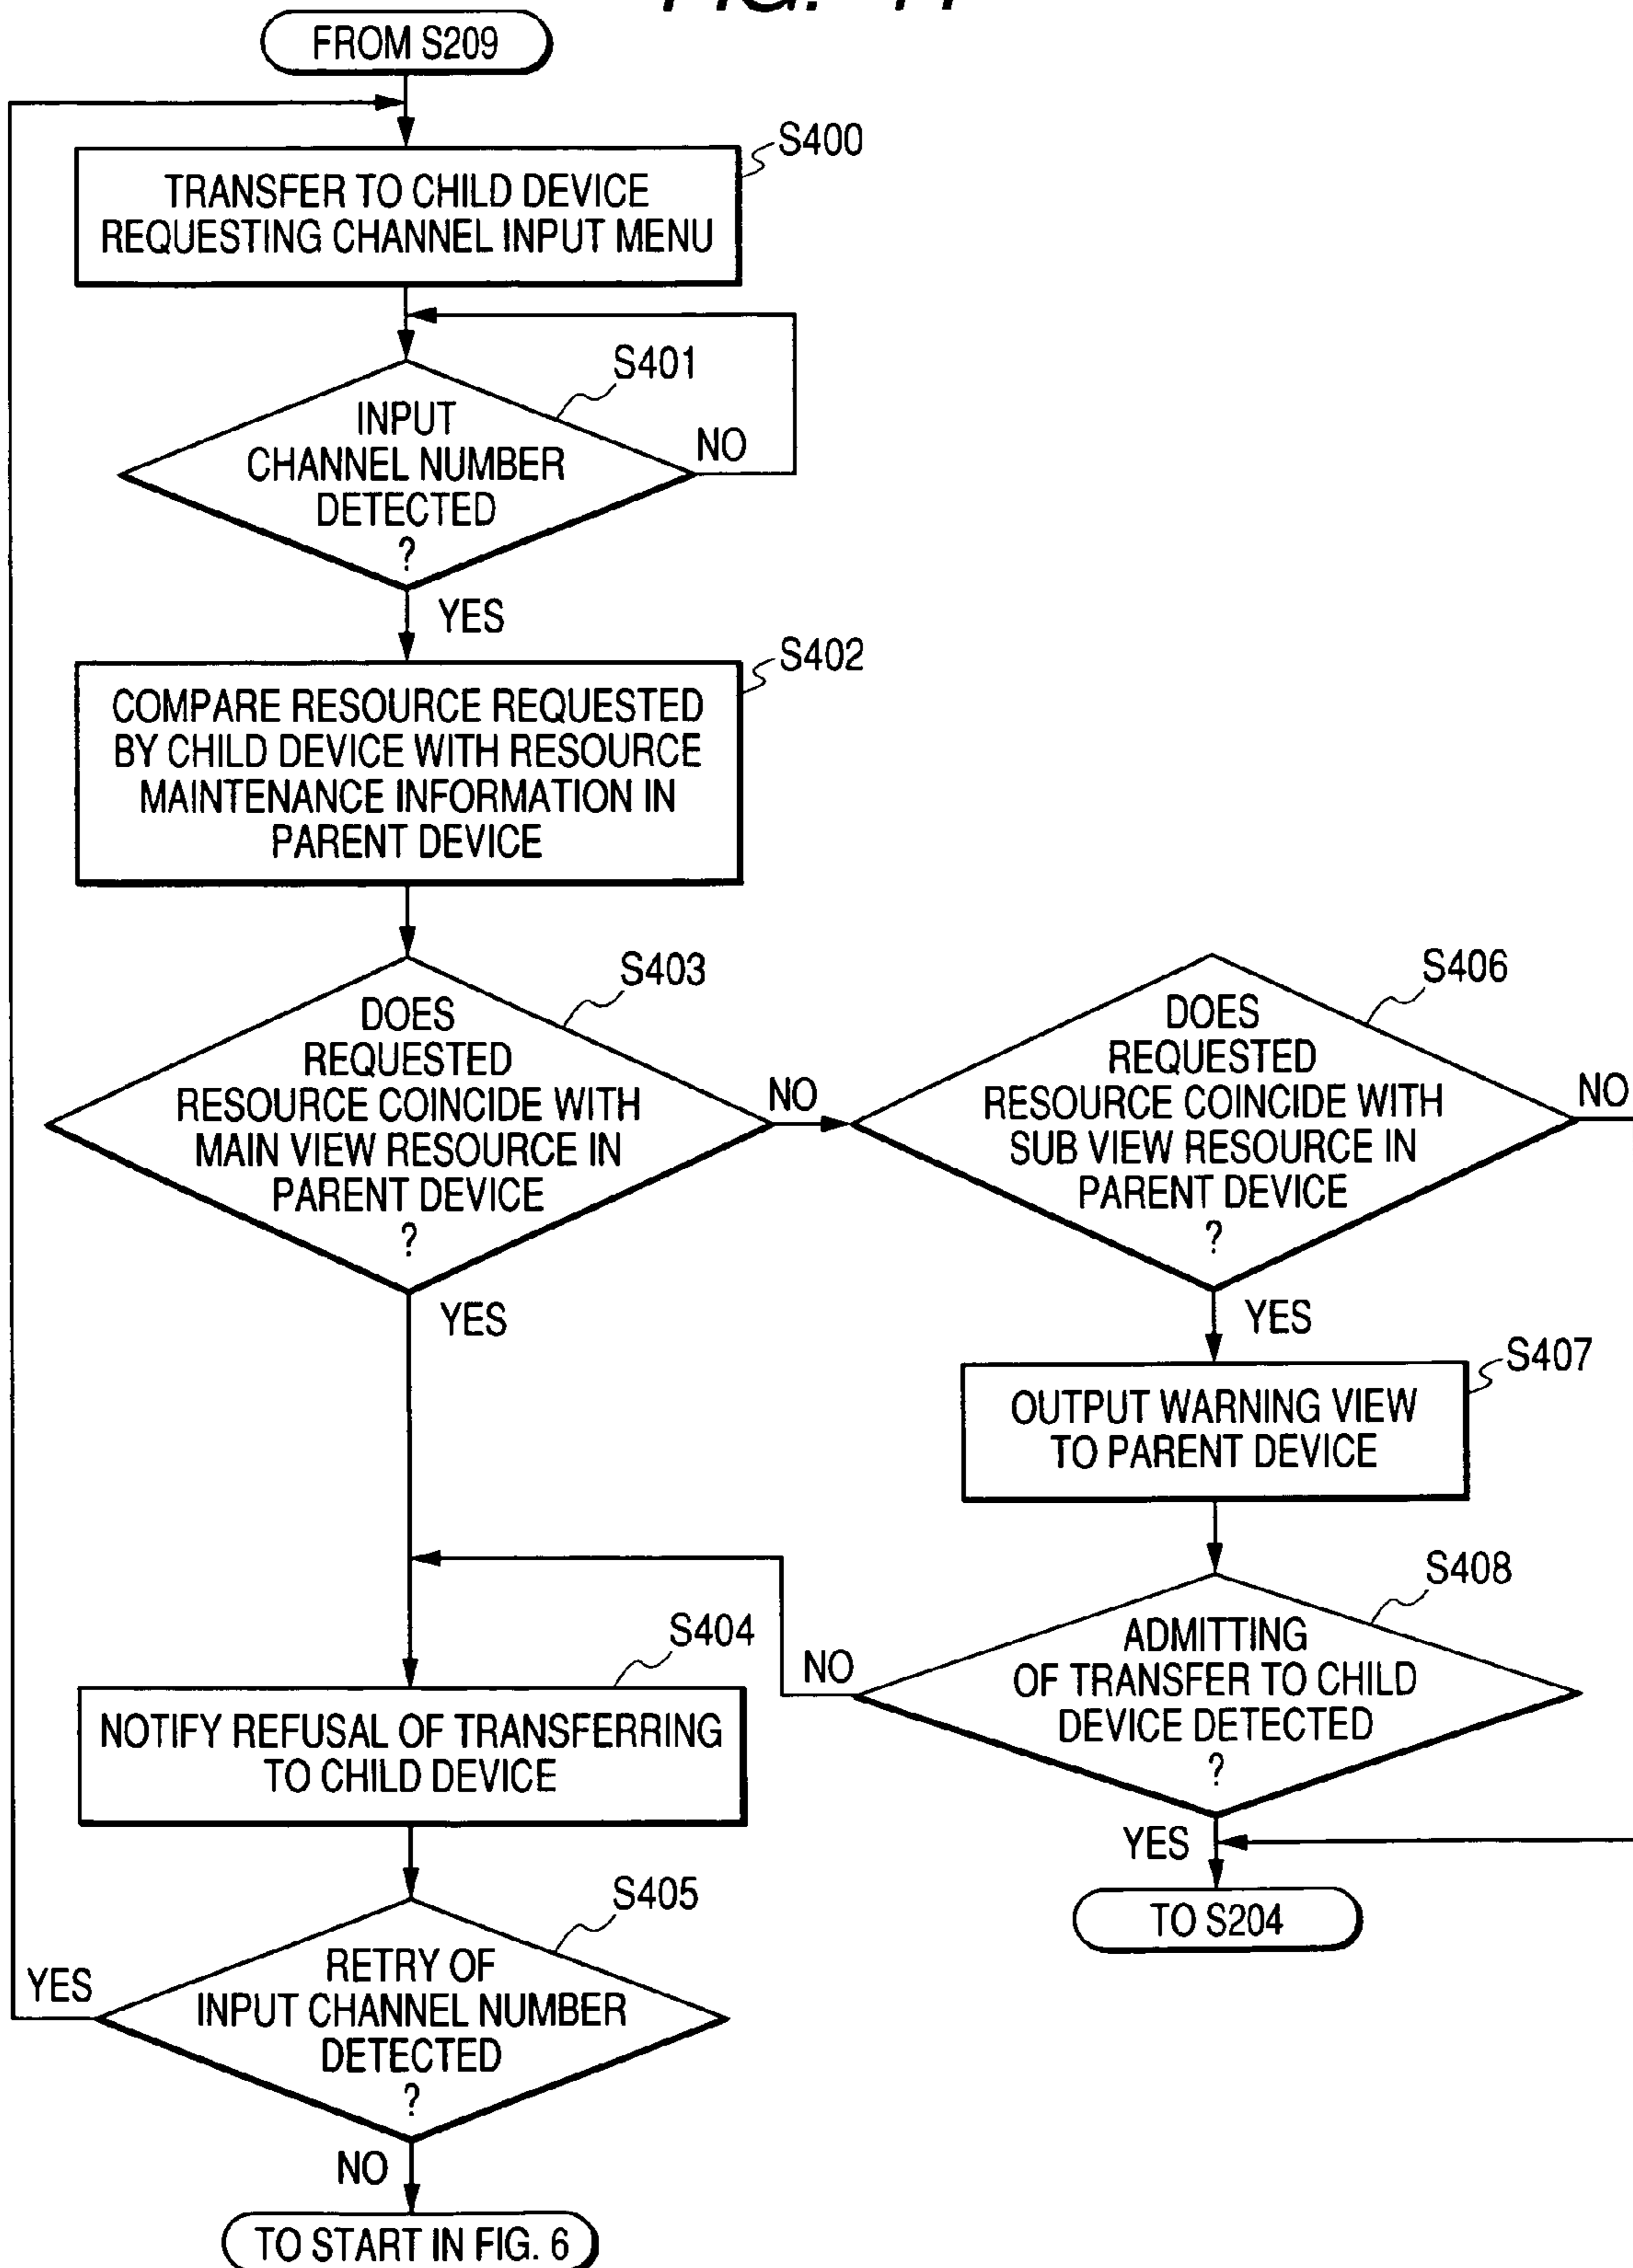 FROM S209
S400
TRANSFER TO CHILD DEVICE
REQUESTING CHANNEL INPUT MENU
S401
INPUT
CHANNEL NUMBER
DETECTED
?
NO
YES
S402
COMPARE RESOURCE REQUESTED
BY CHILD DEVICE WITH RESOURCE
MAINTENANCE INFORMATION IN
PARENT DEVICE
S403
DOES
REQUESTED
RESOURCE COINCIDE WITH
MAIN VIEW RESOURCE IN
PARENT DEVICE
?
NO
YES
S406
DOES
REQUESTED
RESOURCE COINCIDE WITH
SUB VIEW RESOURCE IN
PARENT DEVICE
?
NO
YES
S407
OUTPUT WARNING VIEW
TO PARENT DEVICE
S408
ADMITTING
OF TRANSFER TO CHILD
DEVICE DETECTED
?
NO
YES
TO S204
S404
NOTIFY REFUSAL OF TRANSFERRING
TO CHILD DEVICE
S405
RETRY OF
INPUT CHANNEL NUMBER
DETECTED
?
YES
NO
TO START IN FIG. 6